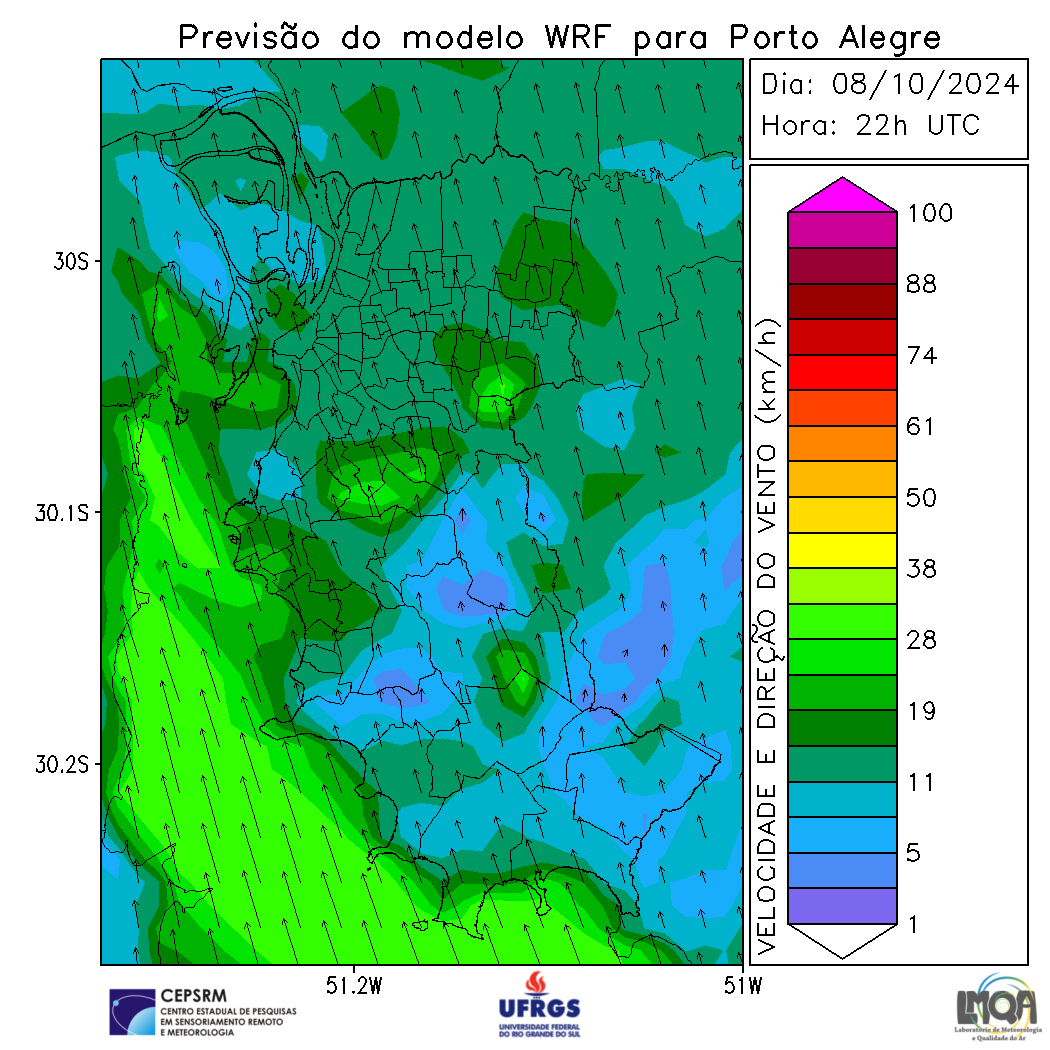 Previsão do modelo WRF para Porto Alegre
Dia: 08/10/2024
Hora: 22h UTC
30S
30.1S
30.2S
51.2W
51W
VELOCIDADE E DIREÇÃO DO VENTO (km/h)
100
88
74
61
50
38
28
19
11
5
1
CEPSRM
CENTRO ESTADUAL DE PESQUISAS
EM SENSORIAMENTO REMOTO
E METEOROLOGIA
UFRGS
UNIVERSIDADE FEDERAL
DO RIO GRANDE DO SUL
LMQA
Laboratório de Meteorologia
e Qualidade do Ar